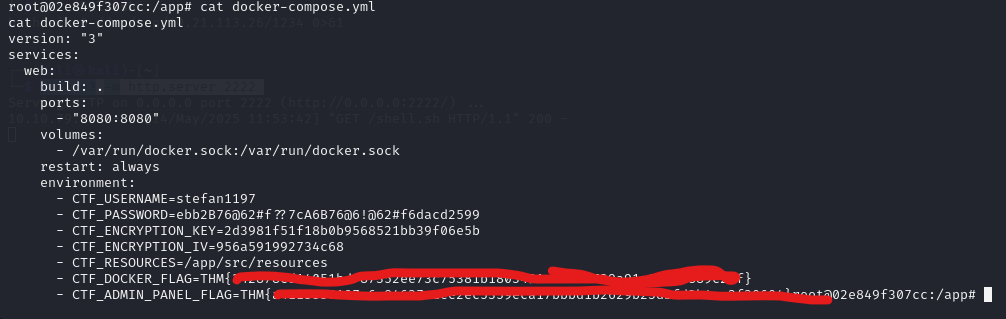 root@02e849f307cc:/app# cat docker-compose.yml
cat docker-compose.yml
version: "3"
services:
  web:
    build: .
    ports:
      - "8080:8080"
    volumes:
      - /var/run/docker.sock:/var/run/docker.sock
    restart: always
    environment:
      - CTF_USERNAME=stefan1197
      - CTF_PASSWORD=ebb2B76@62#f??7cA6B76@6!@62#f6dacd2599
      - CTF_ENCRYPTION_KEY=2d3981f51f18b0b9568521bb39f06e5b
      - CTF_ENCRYPTION_IV=956a591992734c68
      - CTF_RESOURCES=/app/src/resources
      - CTF_DOCKER_FLAG=THM{
      - CTF_ADMIN_PANEL_FLAG=THM{ }root@02e849f307cc:/app#